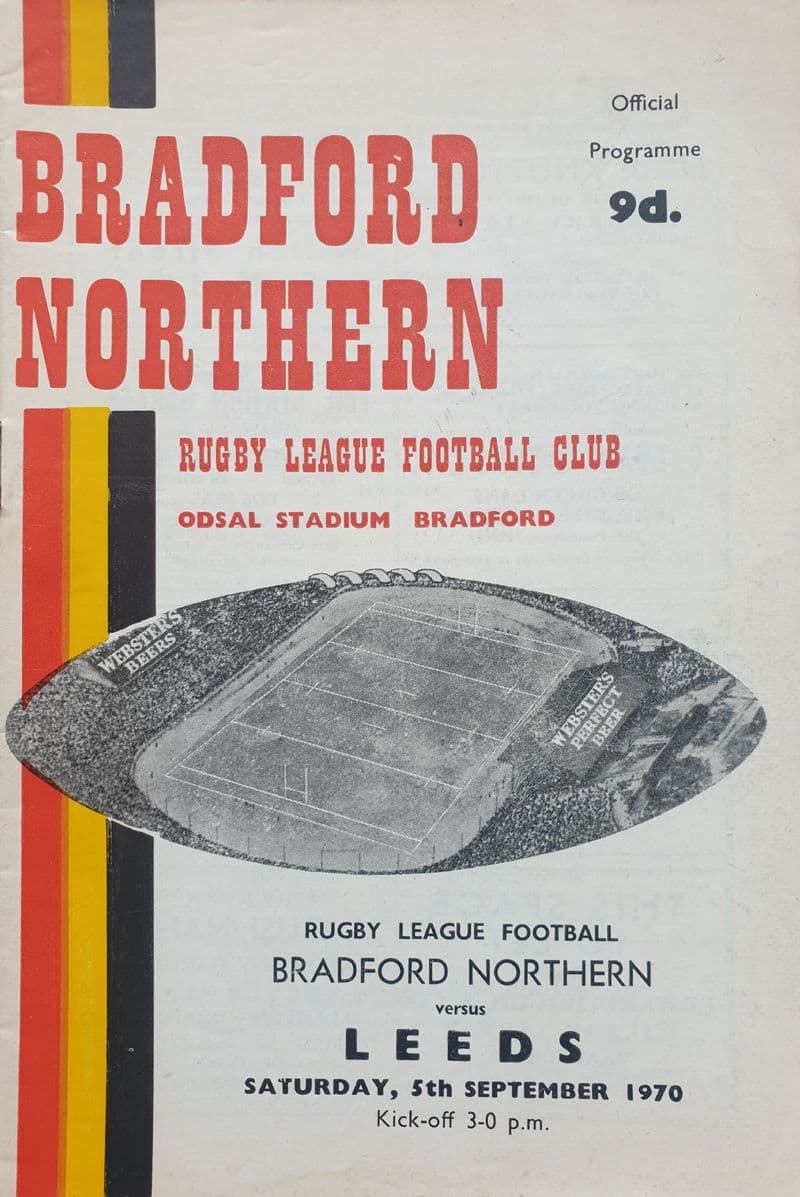 Official
Programme
9d.
BRADFORD
NORTHERN
RUGBY LEAGUE FOOTBALL CLUB
ODSAL STADIUM BRADFORD
WEBSTER'S
BEERS
WEBSTER'S
PERFECT
BEER
RUGBY LEAGUE FOOTBALL
BRADFORD NORTHERN
versus
LEEDS
SATURDAY, 5th SEPTEMBER 1970
Kick-off 3-0 p.m.